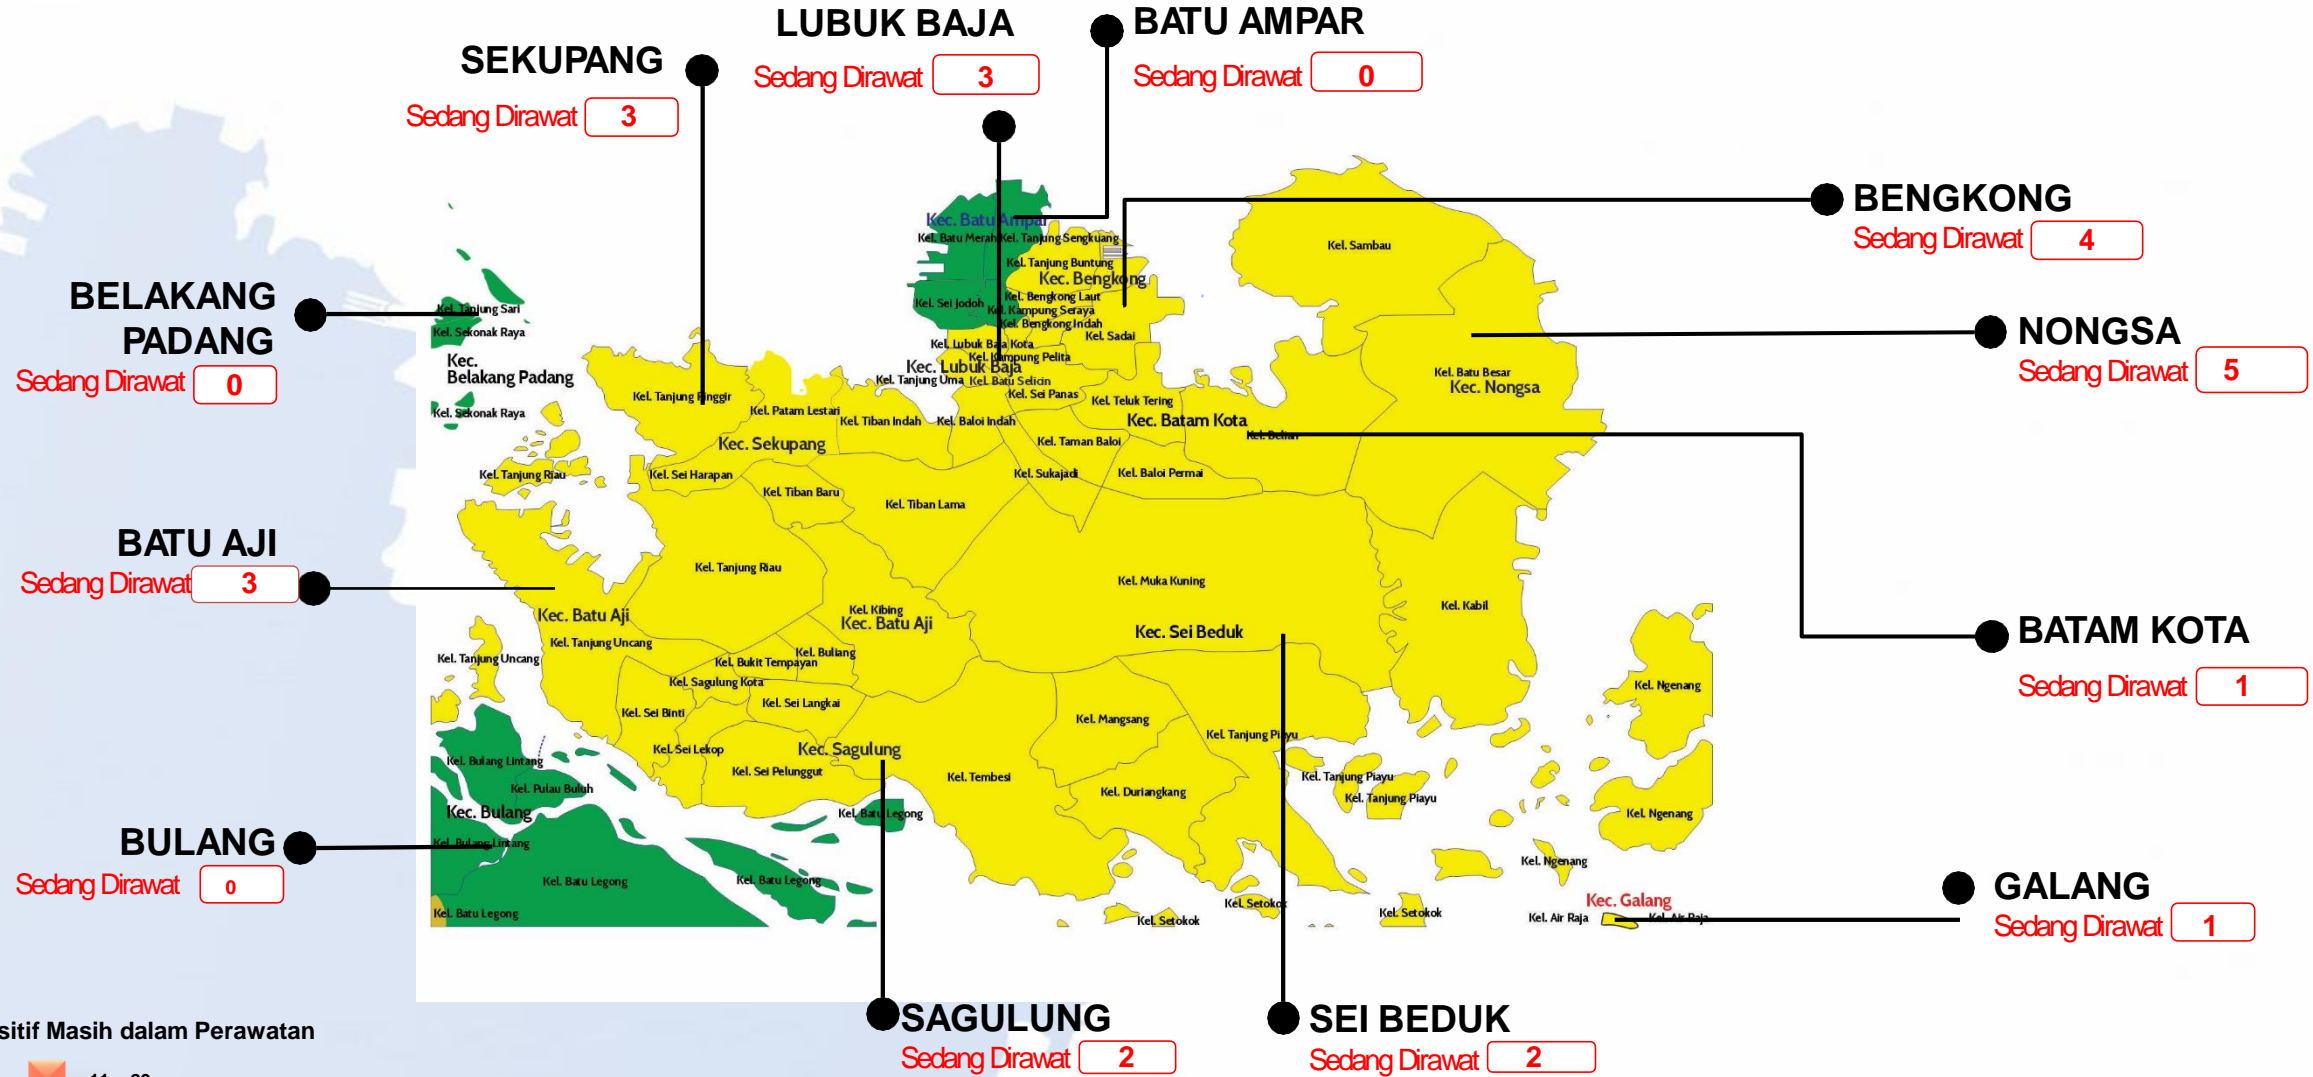 LUBUK BAJA
Sedang Dirawat 3
BATU AMPAR
Sedang Dirawat 0
SEKUPANG
Sedang Dirawat 3
BENGKONG
Sedang Dirawat 4
BELAKANG
PADANG
Sedang Dirawat 0
NONGSA
Sedang Dirawat 5
BATU AJI
Sedang Dirawat 3
BATAM KOTA
Sedang Dirawat 1
BULANG
Sedang Dirawat 0
GALANG
Sedang Dirawat 1
SAGULUNG
Sedang Dirawat 2
SEI BEDUK
Sedang Dirawat 2
Kec. Batu Ampar
Kel. Batu Merah
Kel. Tanjung Sengkuang
Kel. Tanjung Buntung
Kec. Bengkong
Kel. Sei Jodoh
Kel. Bengkong Laut
Kel. Kampung Seraya
Kel. Bengkong Indah
Kel. Sadai
Kel. Lubuk Baja Kota
Kel. Kampung Pelita
Kec. Lubuk Baja
Kel. Tanjung Uma
Kel. Batu Selicin
Kel. Sei Panas
Kel. Teluk Tering
Kel. Sambau
Kel. Batu Besar
Kec. Nongsa
Kel. Tanjung Sari
Kel. Sekonak Raya
Kec.
Belakang Padang
Kel. Sekonak Raya
Kel. Tanjung Pinggir
Kel. Patam Lestari
Kel. Tiban Indah
Kel. Baloi Indah
Kec. Batam Kota
Kel. Belian
Kel. Taman Baloi
Kec. Sekupang
Kel. Tanjung Riau
Kel. Sei Harapan
Kel. Sukajadi
Kel. Baloi Permai
Kel. Tiban Baru
Kel. Tiban Lama
Kel. Tanjung Riau
Kel. Muka Kuning
Kel. Kabil
Kec. Batu Aji
Kel. Kibing
Kec. Batu Aji
Kec. Sei Beduk
Kel. Tanjung Uncang
Kel. Tanjung Uncang
Kel. Buliang
Kel. Bukit Tempayan
Kel. Sagulung Kota
Kel. Sei Langkai
Kel. Sei Binti
Kel. Mangsang
Kel. Ngenang
Kel. Sei Lekop
Kec. Sagulung
Kel. Tanjung Piayu
Kel. Bulang Lintang
Kel. Sei Pelunggut
Kel. Tembesi
Kel. Tanjung Piayu
Kel. Pulau Buluh
Kel. Duriangkang
Kel. Tanjung Piayu
Kec. Bulang
Kel. Batu Legong
Kel. Ngenang
Kel. Bulang Lintang
Kel. Ngenang
Kel. Batu Legong
Kel. Batu Legong
Kec. Galang
Kel. Batu Legong
Kel. Setokok
Kel. Setokok
Kel. Setokok
Kel. Air Raja
Kel. Air Raja
sitif Masih dalam Perawatan